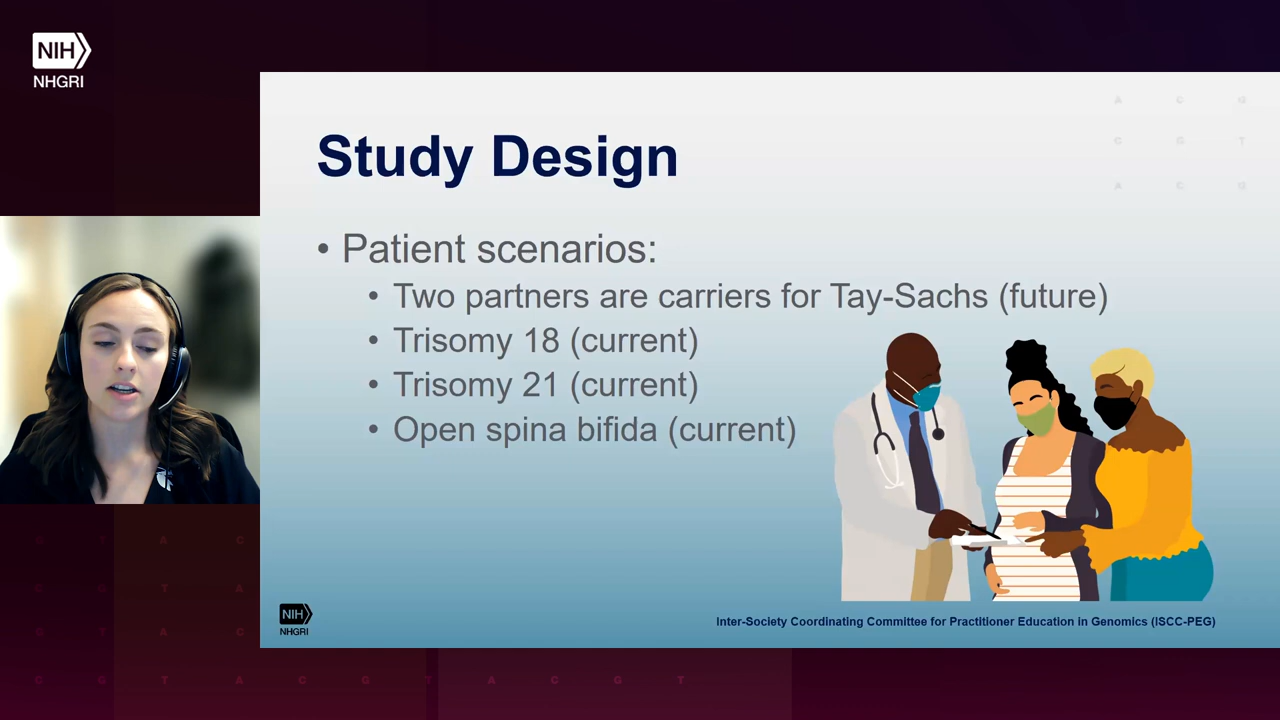 NIH
NHGRI
A C G
C G T
A C G
Study Design
• Patient scenarios:
• Two partners are carriers for Tay-Sachs (future)
• Trisomy 18 (current)
• Trisomy 21 (current)
• Open spina bifida (current)
NIH
NHGRI
Inter-Society Coordinating Committee for Practitioner Education in Genomics (ISCC-PEG)
G T A C
G G T A
G T A C
C G T A C G T A C G T